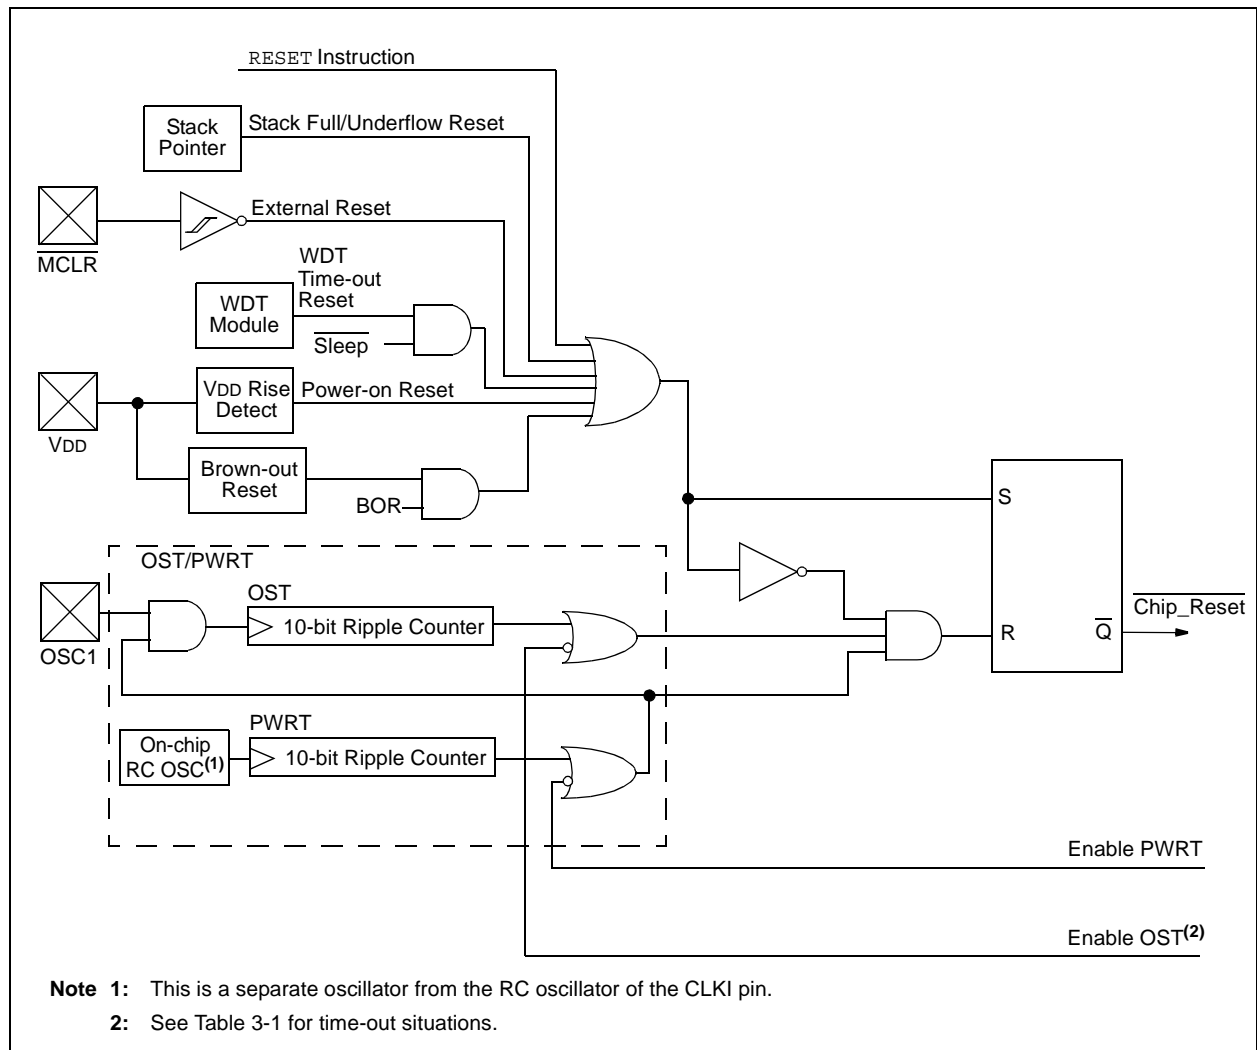 RESET Instruction
Stack
Pointer
Stack Full/Underflow Reset
MCLR
External Reset
WDT
Time-out
Reset
WDT
Module
Sleep
VDD
VDD Rise
Detect
Power-on Reset
Brown-out
Reset
BOR
S
R
Q
Chip_Reset
OST/PWRT
OSC1
OST
10-bit Ripple Counter
On-chip
RC OSC(1)
PWRT
10-bit Ripple Counter
Enable PWRT
Enable OST(2)
Note 1: This is a separate oscillator from the RC oscillator of the CLKI pin.
2: See Table 3-1 for time-out situations.